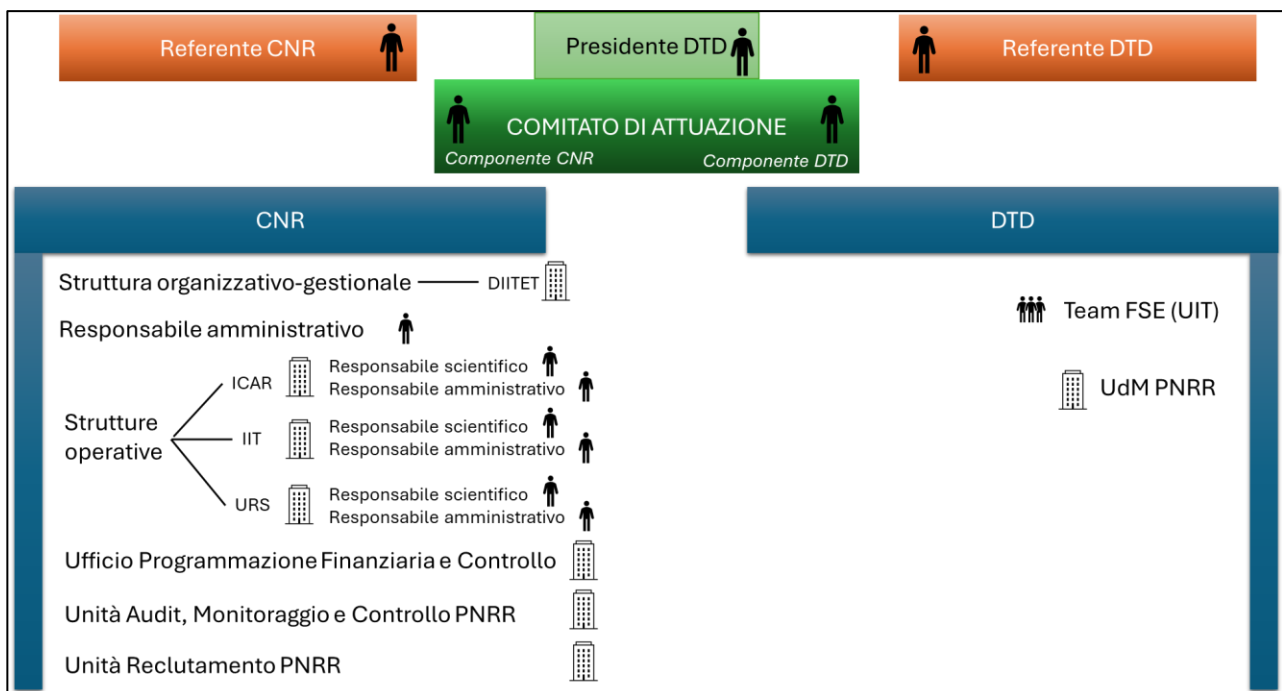 Referente CNR
Presidente DTD
Referente DTD
COMITATO DI ATTUAZIONE
Componente CNR
Componente DTD
CNR
DTD
Struttura organizzativo-gestionale
DIITET
Responsabile amministrativo
Strutture
operative
ICAR
Responsabile scientifico
Responsabile amministrativo
IIT
Responsabile scientifico
Responsabile amministrativo
URS
Responsabile scientifico
Responsabile amministrativo
Ufficio Programmazione Finanziaria e Controllo
Unità Audit, Monitoraggio e Controllo PNRR
Unità Reclutamento PNRR
Team FSE (UIT)
UdM PNRR